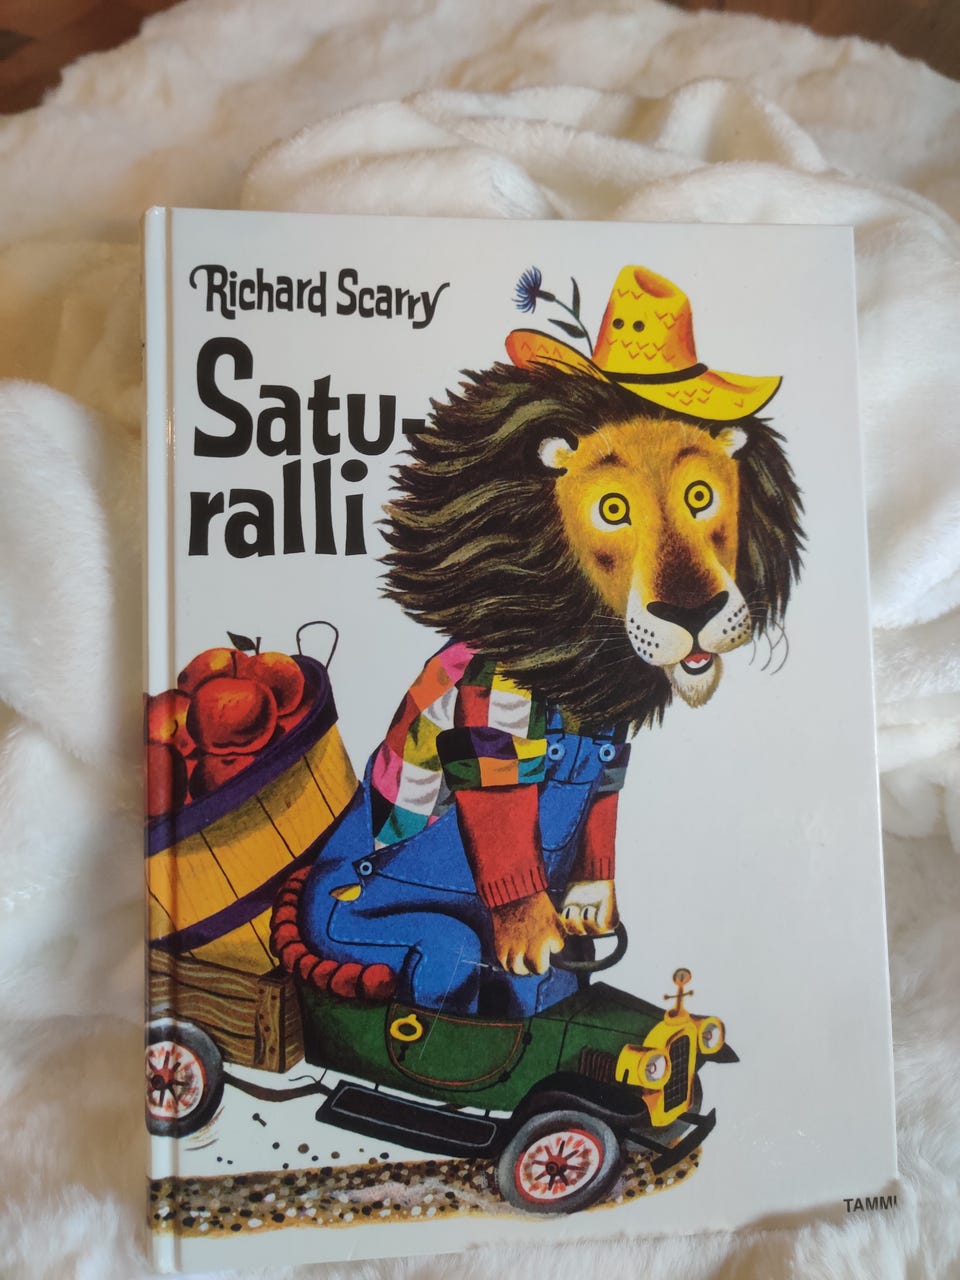 Richard Scarry
Satu-
ralli
TAMMI